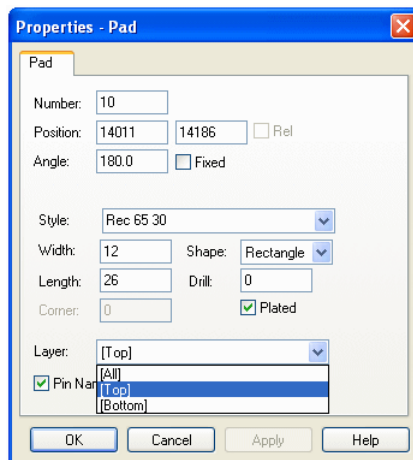 Properties - Pad
Pad
Number: 10
Position: 14011 14186 Rel
Angle: 180.0 Fixed
Style: Rec 65 30
Width: 12 Shape: Rectangle
Length: 26 Drill: 0
Corner: 0 Plated
Layer: [Top]
[All]
Pin Nar [Top]
[Bottom]
OK Cancel Apply Help